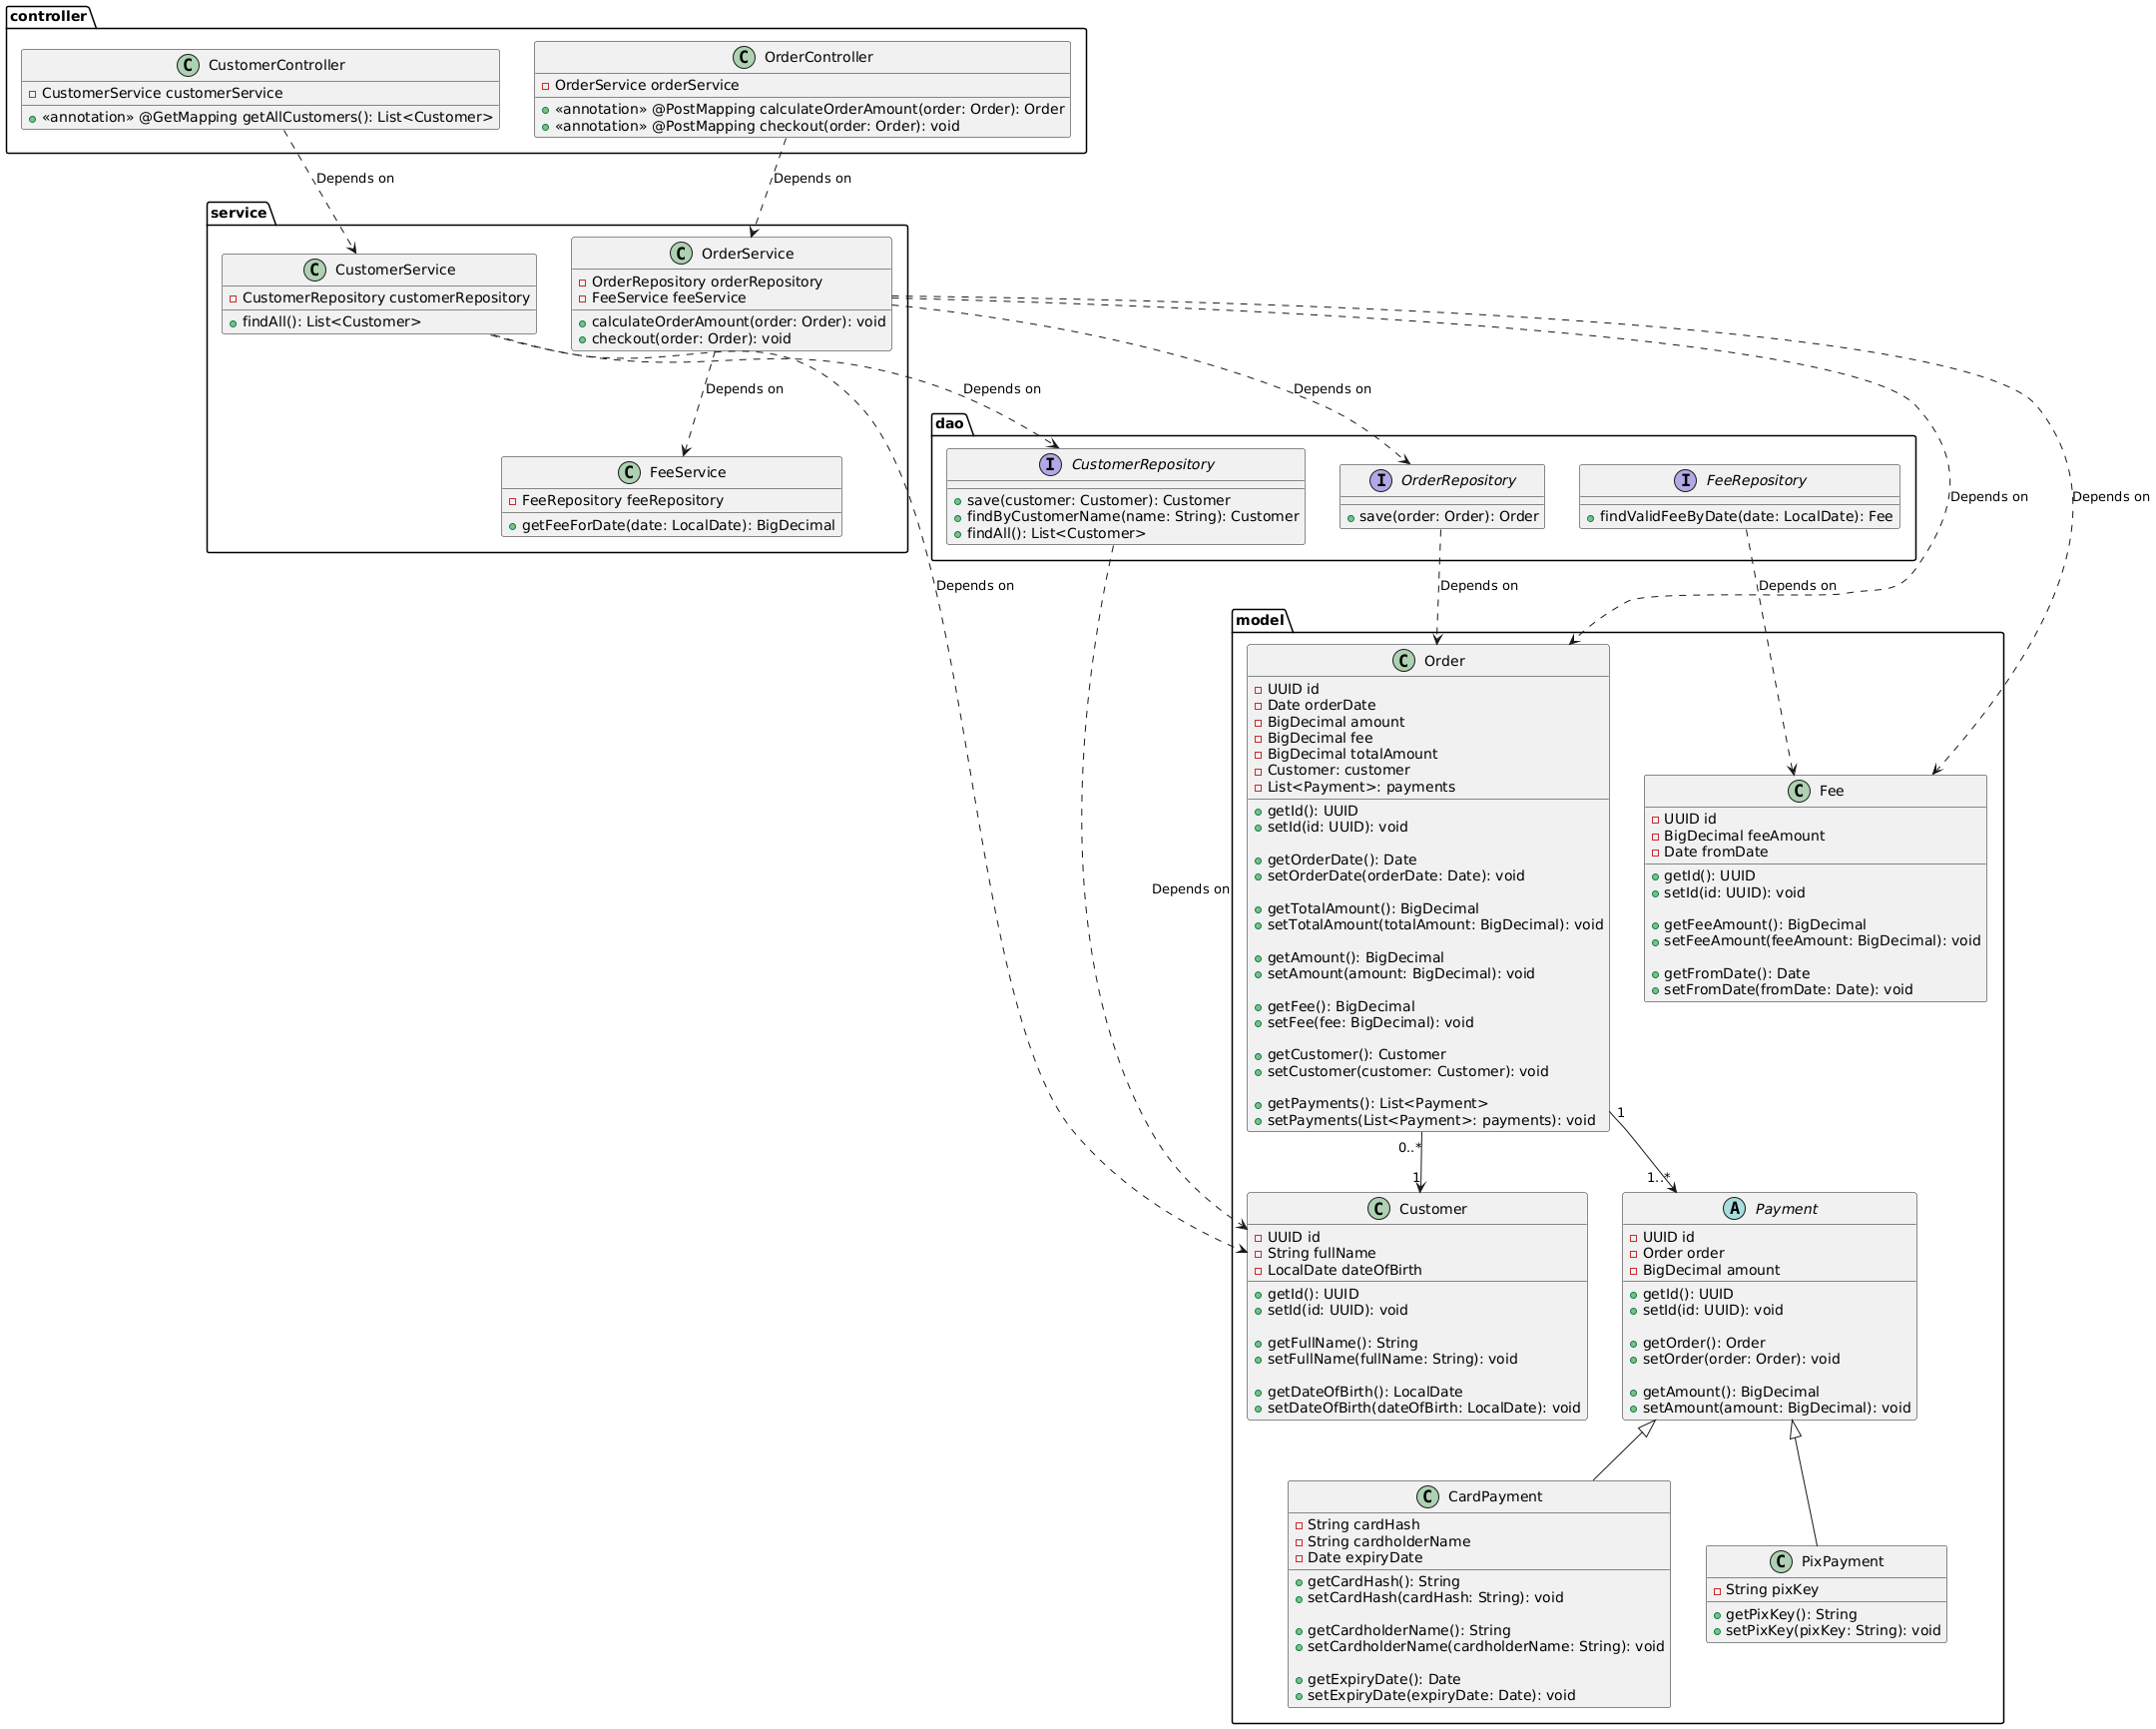 controller
C CustomerController
CustomerService customerService
«annotation» @GetMapping getAllCustomers(): List<Customer>
C OrderController
OrderService orderService
«annotation» @PostMapping calculateOrderAmount(order: Order): Order
«annotation» @PostMapping checkout(order: Order): void
Depends on
Depends on
service
C CustomerService
CustomerRepository customerRepository
findAll(): List<Customer>
C OrderService
OrderRepository orderRepository
FeeService feeService
calculateOrderAmount(order: Order): void
checkout(order: Order): void
Depends on
Depends on
Depends on
C FeeService
FeeRepository feeRepository
getFeeForDate(date: LocalDate): BigDecimal
dao
I CustomerRepository
save(customer: Customer): Customer
findByCustomerName(name: String): Customer
findAll(): List<Customer>
I OrderRepository
save(order: Order): Order
I FeeRepository
findValidFeeByDate(date: LocalDate): Fee
Depends on
Depends on
Depends on
Depends on
Depends on
model
C Order
UUID id
Date orderDate
BigDecimal amount
BigDecimal fee
BigDecimal totalAmount
Customer: customer
List<Payment>: payments
getId(): UUID
setId(id: UUID): void
getOrderDate(): Date
setOrderDate(orderDate: Date): void
getTotalAmount(): BigDecimal
setTotalAmount(totalAmount: BigDecimal): void
getAmount(): BigDecimal
setAmount(amount: BigDecimal): void
getFee(): BigDecimal
setFee(fee: BigDecimal): void
getCustomer(): Customer
setCustomer(customer: Customer): void
getPayments(): List<Payment>
setPayments(List<Payment>: payments): void
C Fee
UUID id
BigDecimal feeAmount
Date fromDate
getId(): UUID
setId(id: UUID): void
getFeeAmount(): BigDecimal
setFeeAmount(feeAmount: BigDecimal): void
getFromDate(): Date
setFromDate(fromDate: Date): void
Depends on
1
0..*
1
1..*
C Customer
UUID id
String fullName
LocalDate dateOfBirth
getId(): UUID
setId(id: UUID): void
getFullName(): String
setFullName(fullName: String): void
getDateOfBirth(): LocalDate
setDateOfBirth(dateOfBirth: LocalDate): void
A Payment
UUID id
Order order
BigDecimal amount
getId(): UUID
setId(id: UUID): void
getOrder(): Order
setOrder(order: Order): void
getAmount(): BigDecimal
setAmount(amount: BigDecimal): void
C CardPayment
String cardHash
String cardholderName
Date expiryDate
getCardHash(): String
setCardHash(cardHash: String): void
getCardholderName(): String
setCardholderName(cardholderName: String): void
getExpiryDate(): Date
setExpiryDate(expiryDate: Date): void
C PixPayment
String pixKey
getPixKey(): String
setPixKey(pixKey: String): void